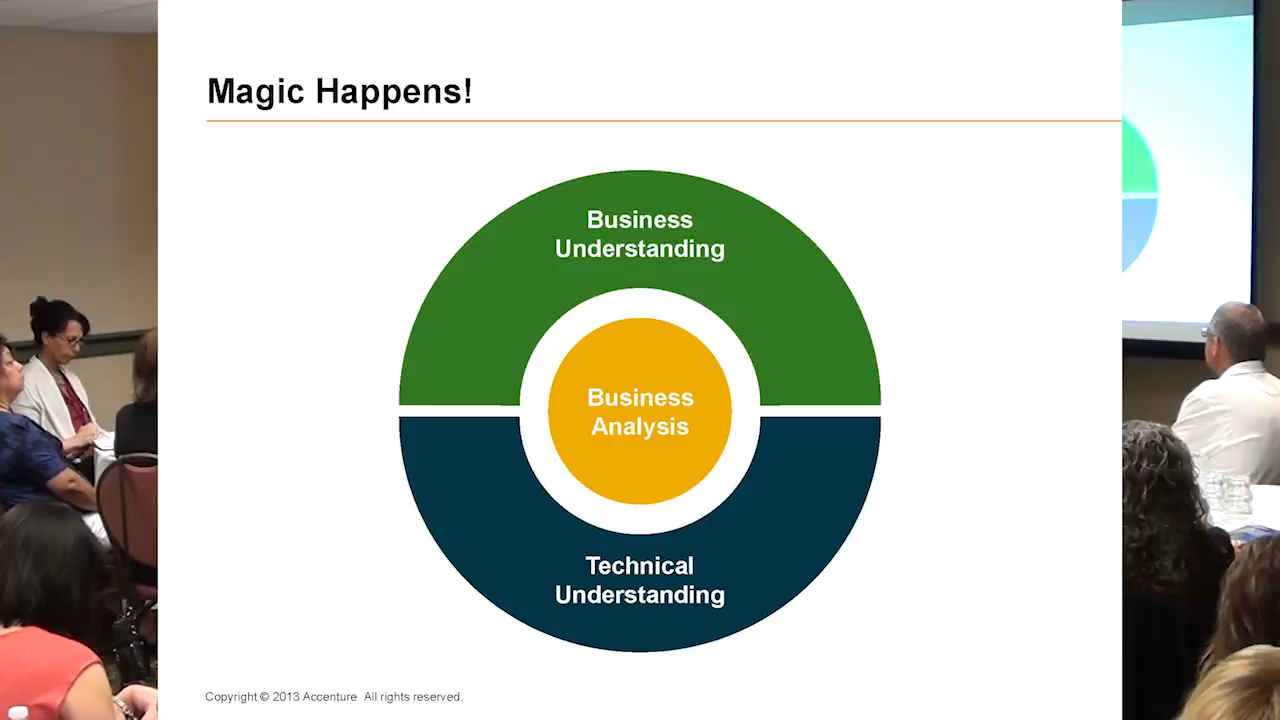 Magic Happens!
Business
Understanding
Business
Analysis
Technical
Understanding
Copyright © 2013 Accenture All rights reserved.